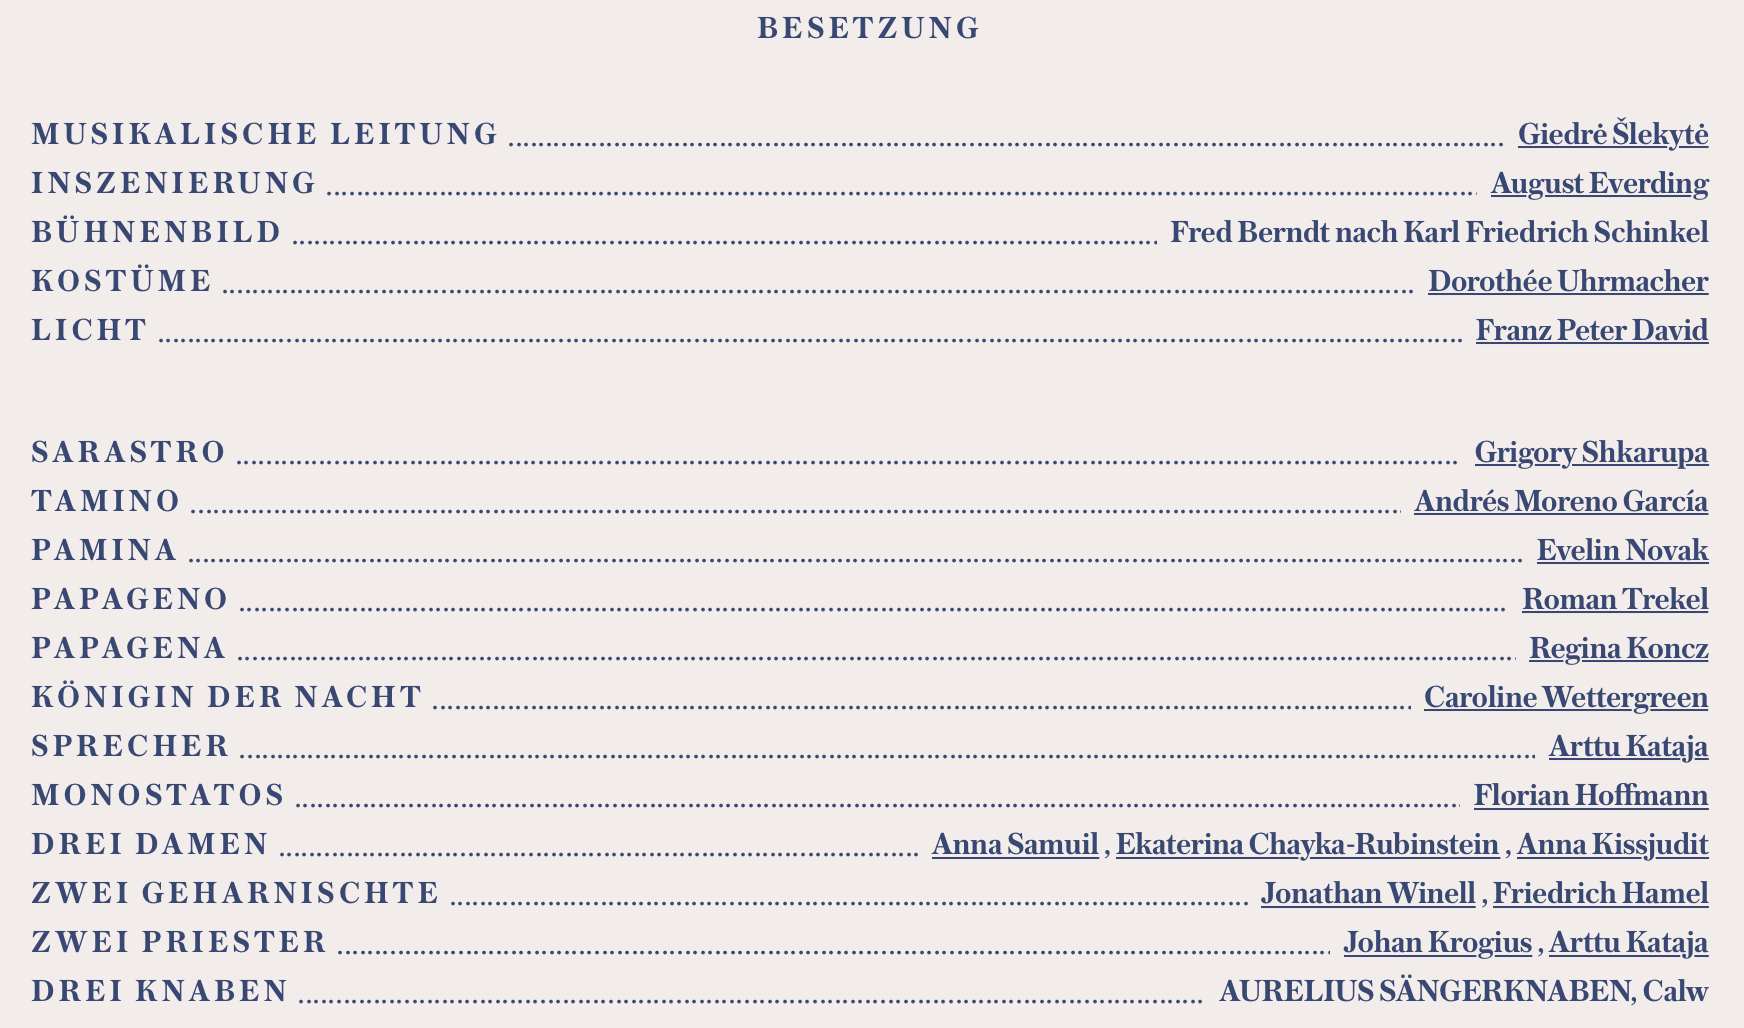 BESETZUNG
MUSIKALISCHE LEITUNG Giedrė Šlekytė
INSZENIERUNG August Everding
BÜHNENBILD Fred Berndt nach Karl Friedrich Schinkel
KOSTÜME Dorothée Uhrmacher
LICHT Franz Peter David
SARASTRO Grigory Shkarupa
TAMINO Andrés Moreno García
PAMINA Evelin Novak
PAPAGENO Roman Trekel
PAPAGENA Regina Koncz
KÖNIGIN DER NACHT Caroline Wettergreen
SPRECHER Arttu Kataja
MONOSTATOS Florian Hoffmann
DREI DAMEN Anna Samuil , Ekaterina Chayka-Rubinstein , Anna Kissjudit
ZWEI GEHARNISCHTE Jonathan Winell , Friedrich Hamel
ZWEI PRIESTER Johan Krogius , Arttu Kataja
DREI KNABEN AURELIUS SÄNGERKNABEN, Calw